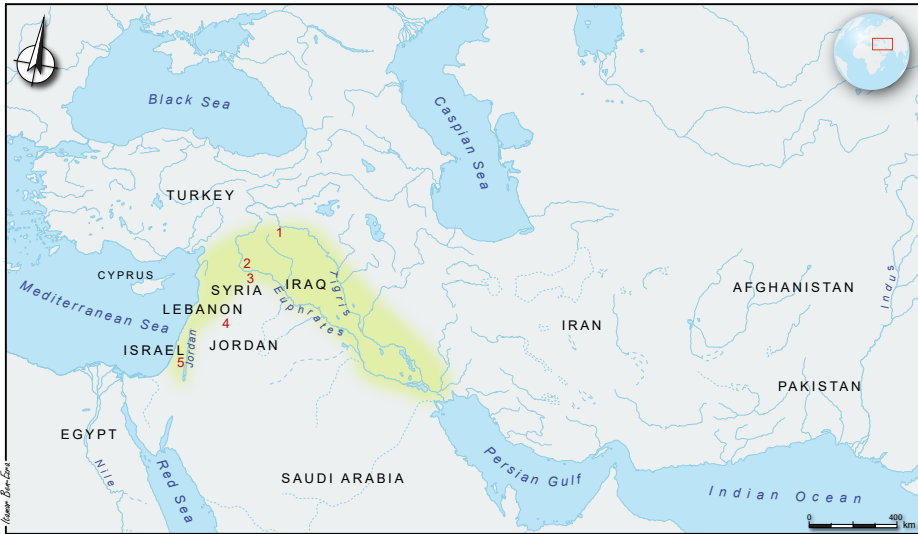 Black Sea
Caspian Sea
TURKEY
1
CYPRUS
2
3
SYRIA
IRAQ
Tigris
Euphrates
Mediterranean Sea
LEBANON
4
ISRAEL
5
Jordan
JORDAN
IRAN
AFGHANISTAN
Indus
PAKISTAN
EGYPT
Nile
Red Sea
SAUDI ARABIA
Persian Gulf
Indian Ocean
0 400
km